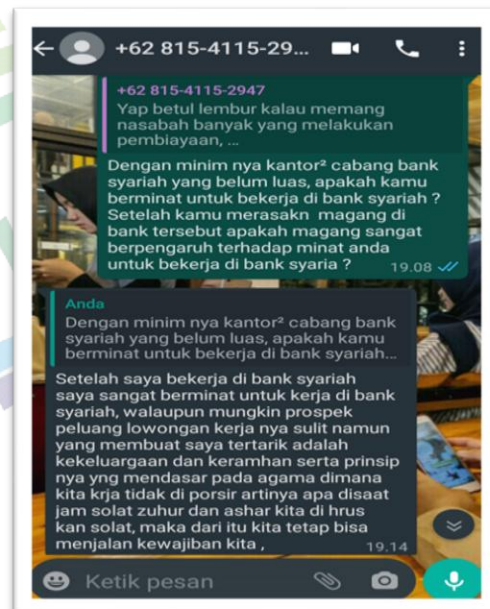 +62 815-4115-29...
+62 815-4115-2947
Yap betul lembur kalau memang
nasabah banyak yang melakukan
pembiayaan, ...
Dengan minim nya kantor² cabang bank
syariah yang belum luas, apakah kamu
berminat untuk bekerja di bank syariah ?
Setelah kamu merasakn magang di
bank tersebut apakah magang sangat
berpengaruh terhadap minat anda
untuk bekerja di bank syaria ? 19.08
Anda
Dengan minim nya kantor² cabang bank
syariah yang belum luas, apakah kamu
berminat untuk bekerja di bank syariah...
Setelah saya bekerja di bank syariah
saya sangat berminat untuk kerja di bank
syariah, walaupun mungkin prospek
peluang lowongan kerja nya sulit namun
yang membuat saya tertarik adalah
kekeluargaan dan keramhan serta prinsip
nya yng mendasar pada agama dimana
kita krja tidak di porsir artinya apa disaat
jam solat zuhur dan ashar kita di hrus
kan solat, maka dari itu kita tetap bisa
menjalan kewajiban kita , 19.14
Ketik pesan